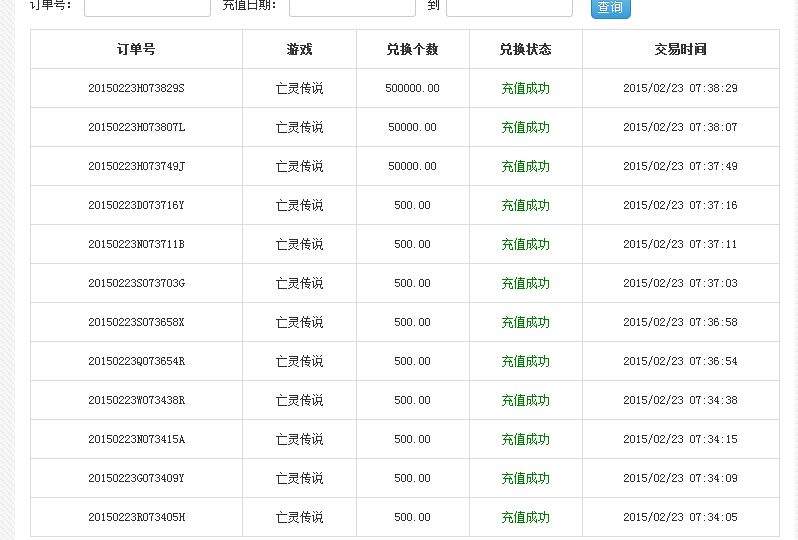 订单号： 充值日期： 到 查询
订单号 游戏 兑换个数 兑换状态 交易时间
20150223H073829S 亡灵传说 500000.00 充值成功 2015/02/23 07:38:29
20150223H073807L 亡灵传说 50000.00 充值成功 2015/02/23 07:38:07
20150223H073749J 亡灵传说 50000.00 充值成功 2015/02/23 07:37:49
20150223D073716Y 亡灵传说 500.00 充值成功 2015/02/23 07:37:16
20150223N073711B 亡灵传说 500.00 充值成功 2015/02/23 07:37:11
20150223S073703G 亡灵传说 500.00 充值成功 2015/02/23 07:37:03
20150223S073658X 亡灵传说 500.00 充值成功 2015/02/23 07:36:58
20150223Q073654R 亡灵传说 500.00 充值成功 2015/02/23 07:36:54
20150223W073438R 亡灵传说 500.00 充值成功 2015/02/23 07:34:38
20150223N073415A 亡灵传说 500.00 充值成功 2015/02/23 07:34:15
20150223G073409Y 亡灵传说 500.00 充值成功 2015/02/23 07:34:09
20150223R073405H 亡灵传说 500.00 充值成功 2015/02/23 07:34:05